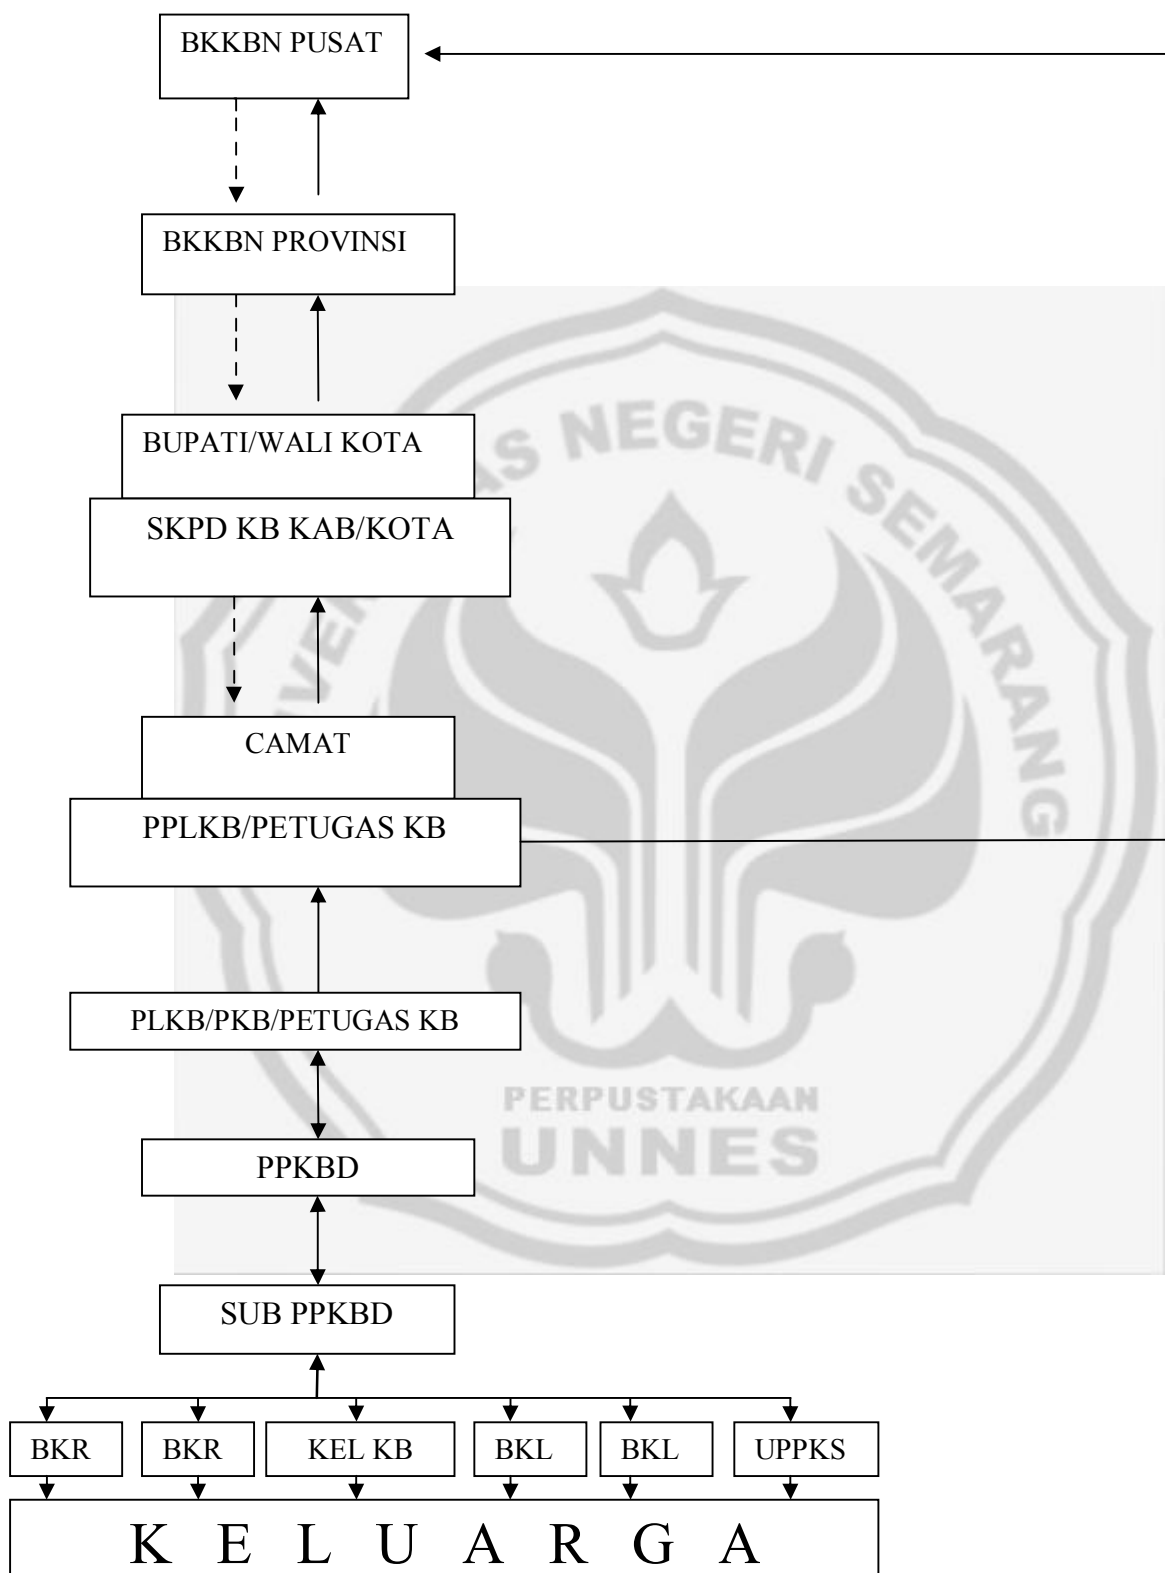 BKKBN PUSAT
BKKBN PROVINSI
BUPATI/WALI KOTA
SKPD KB KAB/KOTA
CAMAT
PPLKB/PETUGAS KB
PLKB/PKB/PETUGAS KB
PPKBD
SUB PPKBD
BKR BKR KEL KB BKL BKL UPPKS
K E L U A R G A
AS NEGERI SEMARANG
PERPUSTAKAAN
UNNES